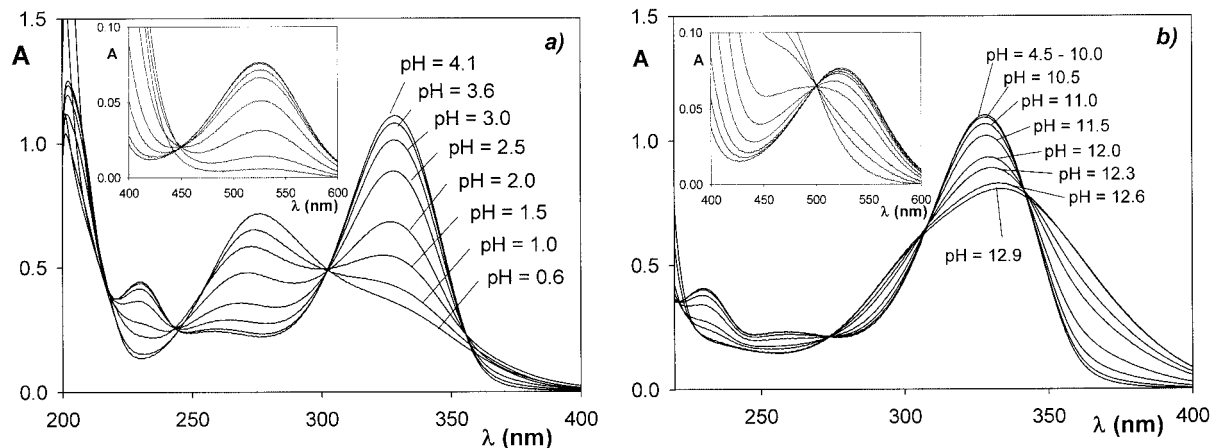 a)
A
1.5
1.0
0.5
0.0
200 250 300 350 400
λ (nm)
A
0.10
0.05
0.00
400 450 500 550 600
λ (nm)
pH = 4.1
pH = 3.6
pH = 3.0
pH = 2.5
pH = 2.0
pH = 1.5
pH = 1.0
pH = 0.6
b)
A
1.5
1.0
0.5
0.0
250 300 350 400
λ (nm)
A
0.10
0.05
0.00
400 450 500 550 600
λ (nm)
pH = 4.5 - 10.0
pH = 10.5
pH = 11.0
pH = 11.5
pH = 12.0
pH = 12.3
pH = 12.6
pH = 12.9